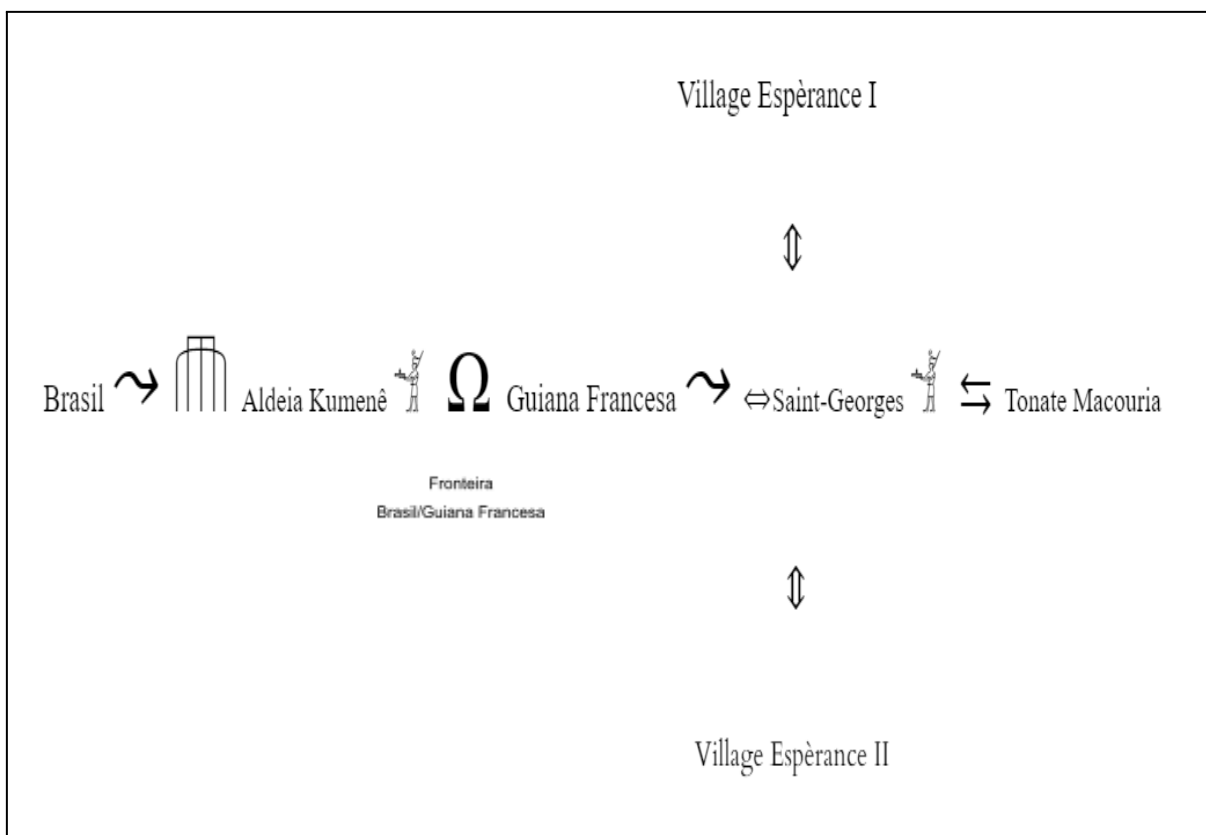 Village Espèrance I
Brasil Aldeia Kumenê Ω Guiana Francesa Saint-Georges Tonate Macouria
Fronteira
Brasil/Guiana Francesa
Village Espèrance II